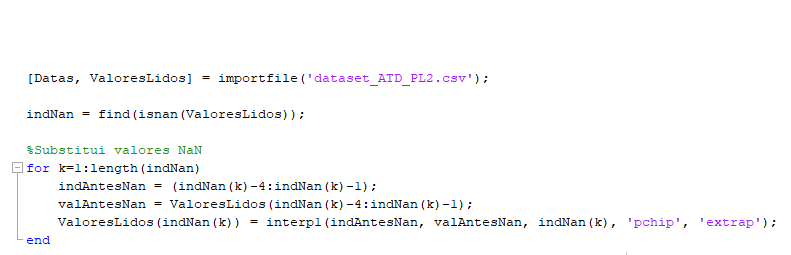 [Datas, ValoresLidos] = importfile('dataset_ATD_PL2.csv');
indNan = find(isnan(ValoresLidos));
%Substitui valores NaN
for k=1:length(indNan)
indAntesNan = (indNan(k)-4:indNan(k)-1);
valAntesNan = ValoresLidos(indNan(k)-4:indNan(k)-1);
ValoresLidos(indNan(k)) = interp1(indAntesNan, valAntesNan, indNan(k), 'pchip', 'extrap');
end